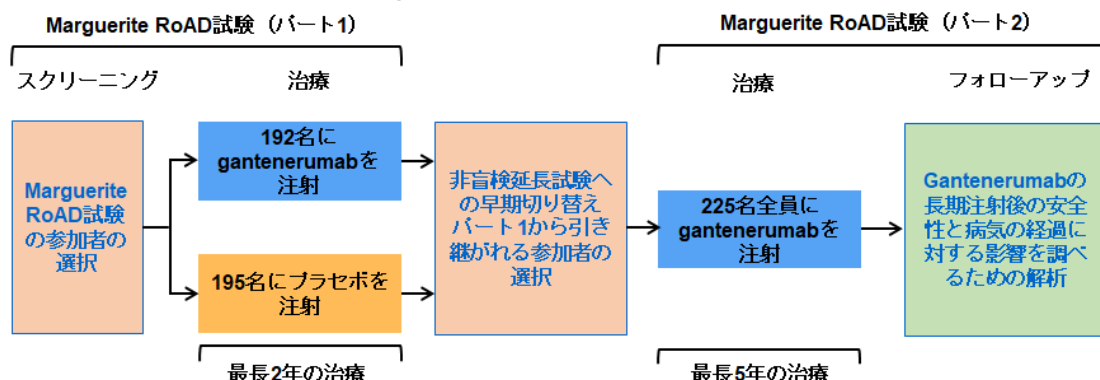 Marguerite RoAD試験（パート1）
Marguerite RoAD試験（パート2）
スクリーニング
治療
治療
フォローアップ
Marguerite
RoAD試験
の参加者の
選択
192名に
gantenerumabを
注射
195名にプラセボを
注射
非盲検延長試験へ
の早期切り替え
パート1から引き
継がれる参加者の
選択
225名全員に
gantenerumabを
注射
Gantenerumabの
長期注射後の安全
性と病気の経過に
対する影響を調べ
るための解析
最長2年の治療
最長5年の治療